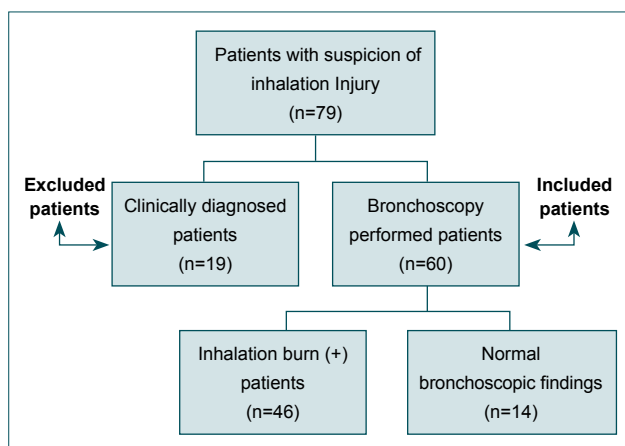 Patients with suspicion of
inhalation Injury
(n=79)
Excluded
patients
Clinically diagnosed
patients
(n=19)
Bronchoscopy
performed patients
(n=60)
Included
patients
Inhalation burn (+)
patients
(n=46)
Normal
bronchoscopic findings
(n=14)